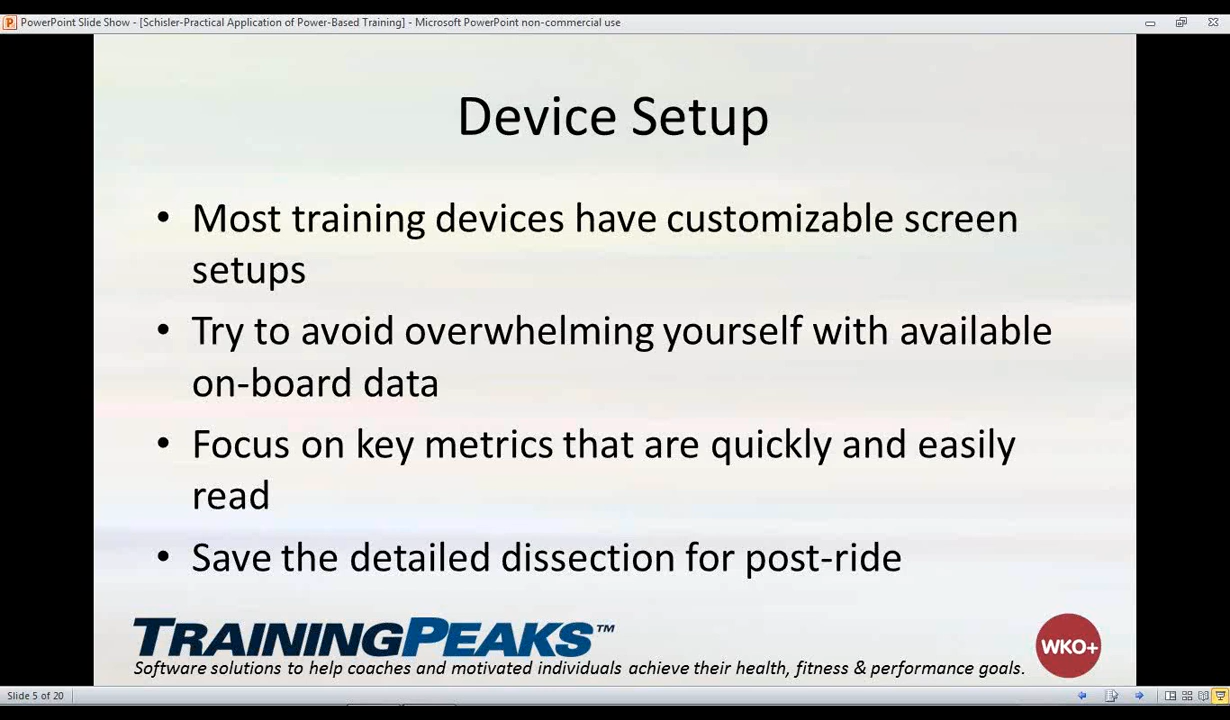 PowerPoint Slide Show - [Schisler-Practical Application of Power-Based Training] - Microsoft PowerPoint non-commercial use
Device Setup
• Most training devices have customizable screen
setups
• Try to avoid overwhelming yourself with available
on-board data
• Focus on key metrics that are quickly and easily
read
• Save the detailed dissection for post-ride
TRAININGPEAKS™
WKO+
Software solutions to help coaches and motivated individuals achieve their health, fitness & performance goals.
Slide 5 of 20